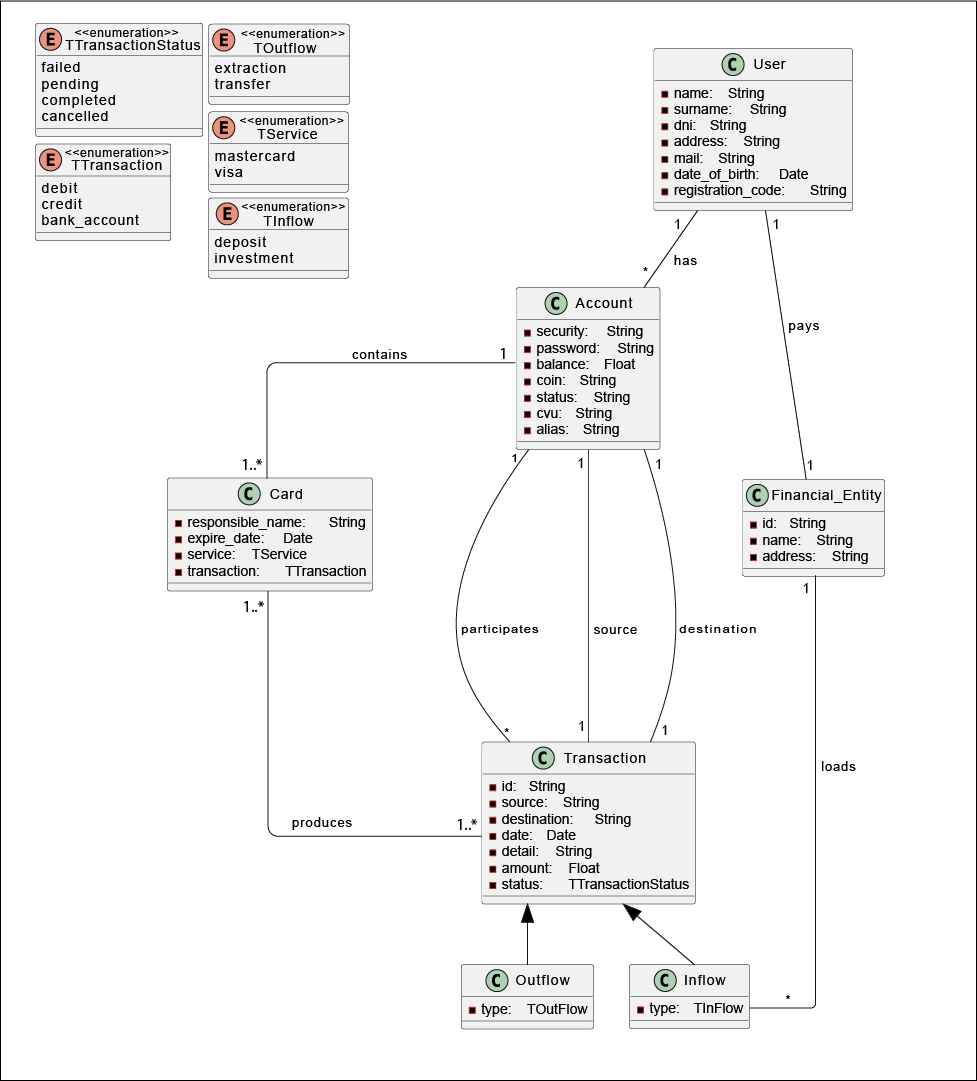 E <<enumeration>>
TTransactionStatus
failed
pending
completed
cancelled
E <<enumeration>>
TOutflow
extraction
transfer
E <<enumeration>>
TService
mastercard
visa
E <<enumeration>>
TTransaction
debit
credit
bank_account
E <<enumeration>>
TInflow
deposit
investment
C User
name: String
surname: String
dni: String
address: String
mail: String
date_of_birth: Date
registration_code: String
1
1
has
*
pays
C Account
security: String
password: String
balance: Float
coin: String
status: String
cvu: String
alias: String
contains
1
1..*
1
1
1
1
C Card
responsible_name: String
expire_date: Date
service: TService
transaction: TTransaction
C Financial_Entity
id: String
name: String
address: String
1..*
1
participates
source
destination
*
1
1
C Transaction
id: String
source: String
destination: String
date: Date
detail: String
amount: Float
status: TTransactionStatus
loads
produces
1..*
C Outflow
type: TOutFlow
C Inflow
type: TInFlow
*